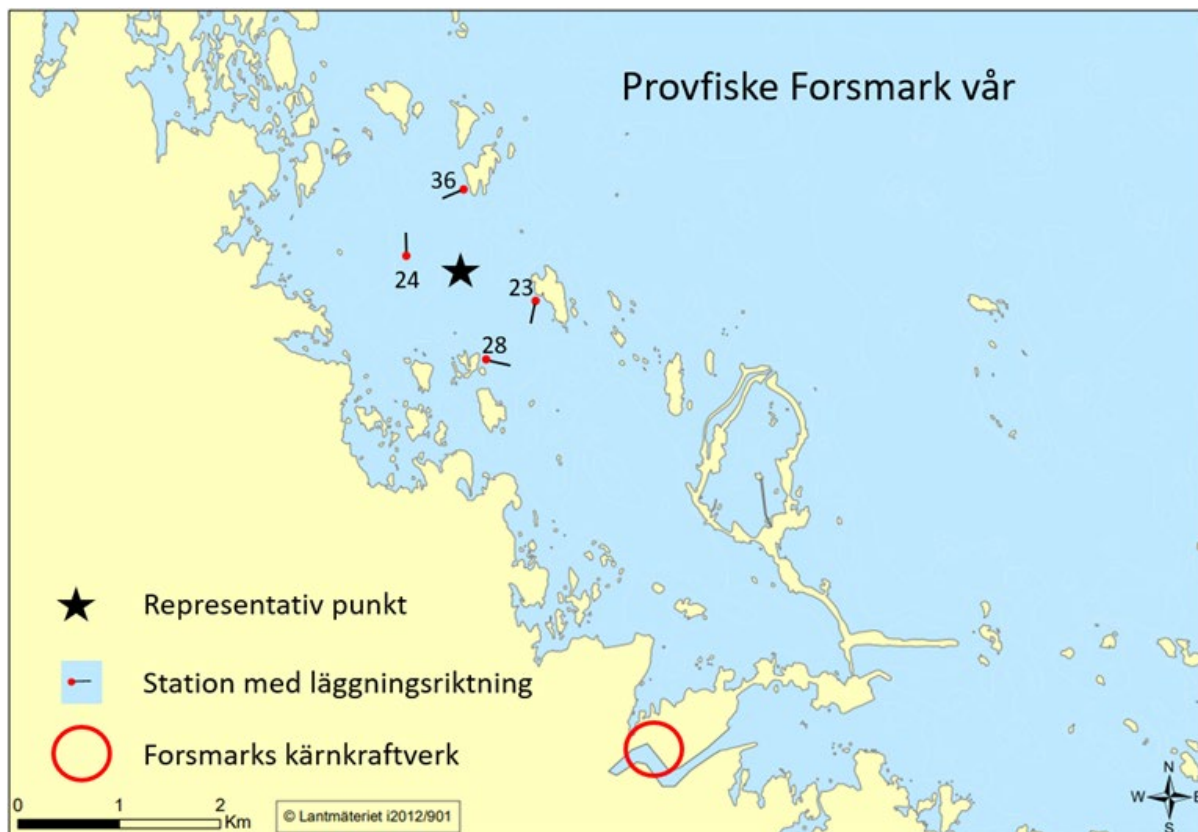 Provfiske Forsmark vår
36
24
23
28
Representativ punkt
Station med läggningsriktning
Forsmarks kärnkraftverk
0 1 2
Km
© Lantmäteriet i2012/901
N
W E
S